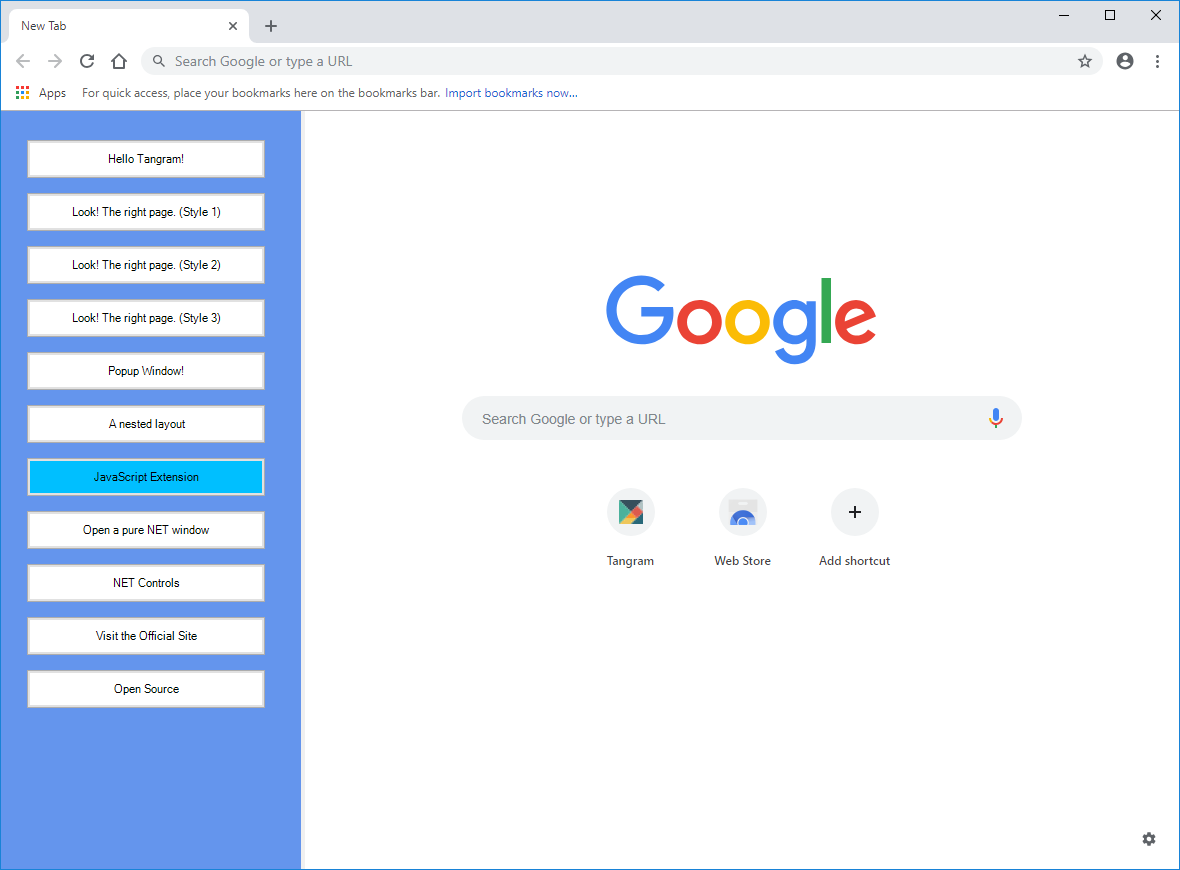 New Tab
Search Google or type a URL
Apps For quick access, place your bookmarks here on the bookmarks bar. Import bookmarks now...
Hello Tangram!
Look! The right page. (Style 1)
Look! The right page. (Style 2)
Look! The right page. (Style 3)
Popup Window!
A nested layout
JavaScript Extension
Open a pure NET window
NET Controls
Visit the Official Site
Open Source
Google
Search Google or type a URL
Tangram Web Store Add shortcut